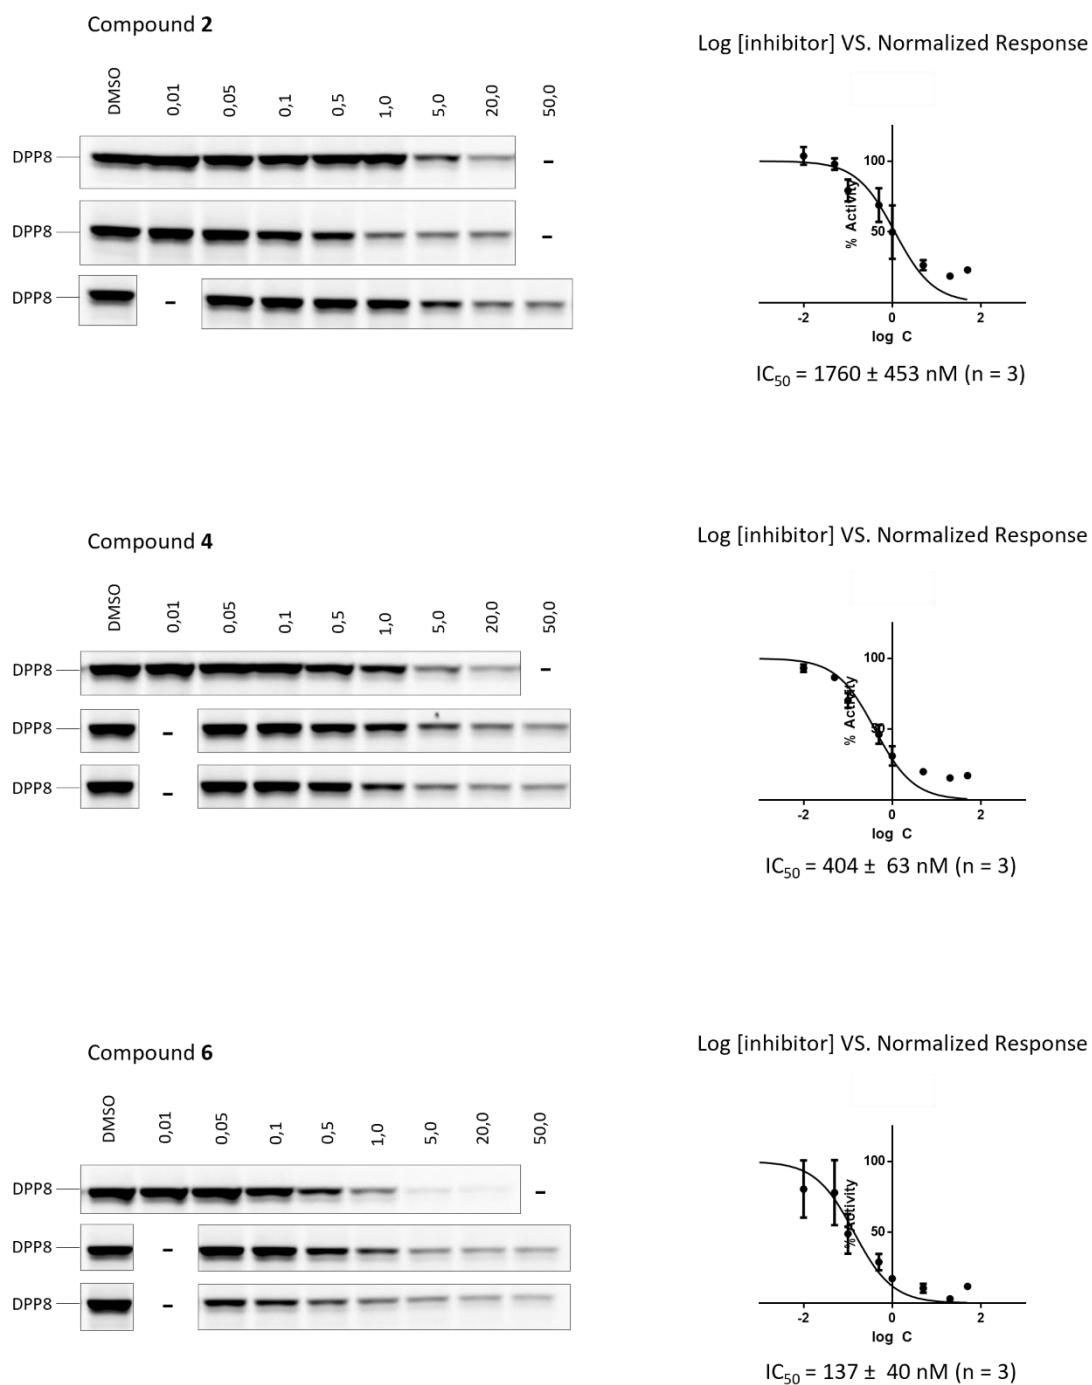 Compound 2
Log [inhibitor] VS. Normalized Response
DMSO 0,01 0,05 0,1 0,5 1,0 5,0 20,0 50,0
DPP8 –
DPP8 –
DPP8 –
100
50
% Activity
-2 0 2
log C
IC50 = 1760 ± 453 nM (n = 3)
Compound 4
Log [inhibitor] VS. Normalized Response
DMSO 0,01 0,05 0,1 0,5 1,0 5,0 20,0 50,0
DPP8 –
DPP8 –
DPP8 –
100
50
% Activity
-2 0 2
log C
IC50 = 404 ± 63 nM (n = 3)
Compound 6
Log [inhibitor] VS. Normalized Response
DMSO 0,01 0,05 0,1 0,5 1,0 5,0 20,0 50,0
DPP8 –
DPP8 –
DPP8 –
100
50
% Activity
-2 0 2
log C
IC50 = 137 ± 40 nM (n = 3)